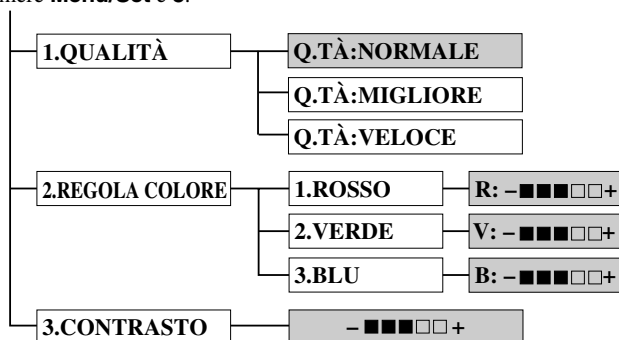 Menu/Set e
1.QUALITÀ
Q.TÀ:NORMALE
Q.TÀ:MIGLIORE
Q.TÀ:VELOCE
2.REGOLA COLORE
1.ROSSO
R: –■■■□□+
2.VERDE
V: –■■■□□+
3.BLU
B: –■■■□□+
3.CONTRASTO
–■■■□□+